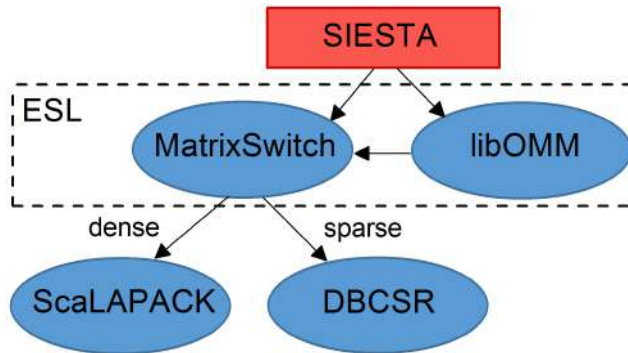 SIESTA
ESL
MatrixSwitch
libOMM
dense
sparse
ScaLAPACK
DBCSR